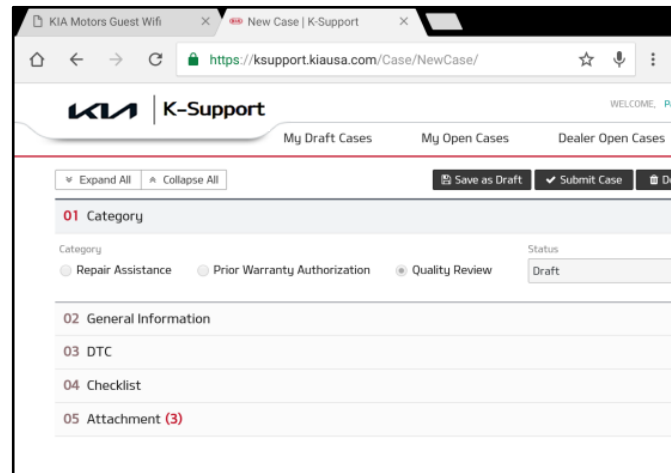 KIA Motors Guest Wifi
New Case | K-Support
https://ksupport.kiausa.com/Case/NewCase/
KIA | K-Support
WELCOME,
My Draft Cases My Open Cases Dealer Open Cases
Expand All Collapse All Save as Draft Submit Case
01 Category
Category Status
Repair Assistance Prior Warranty Authorization Quality Review Draft
02 General Information
03 DTC
04 Checklist
05 Attachment (3)